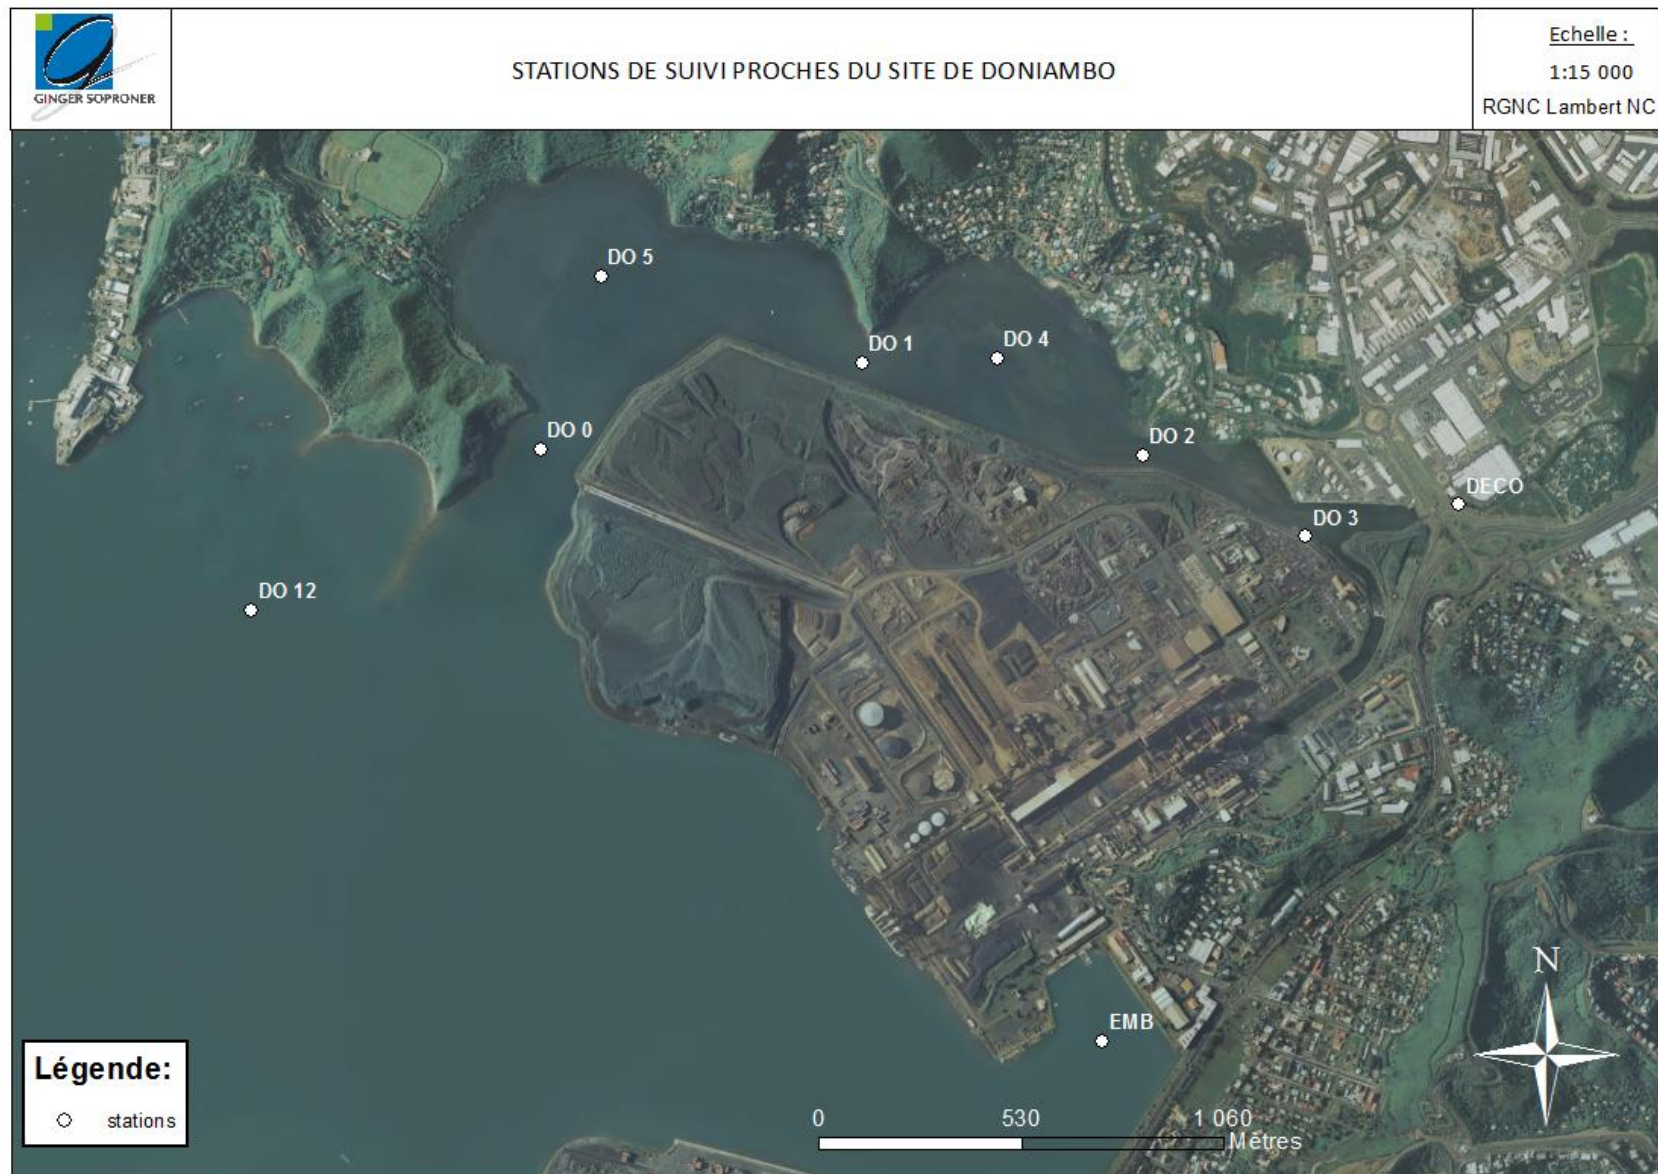 GINGER SOPRONER
STATIONS DE SUIVI PROCHES DU SITE DE DONIAMBO
Echelle :
1:15 000
RGNC Lambert NC
DO 5
DO 1
DO 4
DO 0
DO 2
DECO
DO 3
DO 12
EMB
N
Légende:
stations
0 530 1 060
Mètres